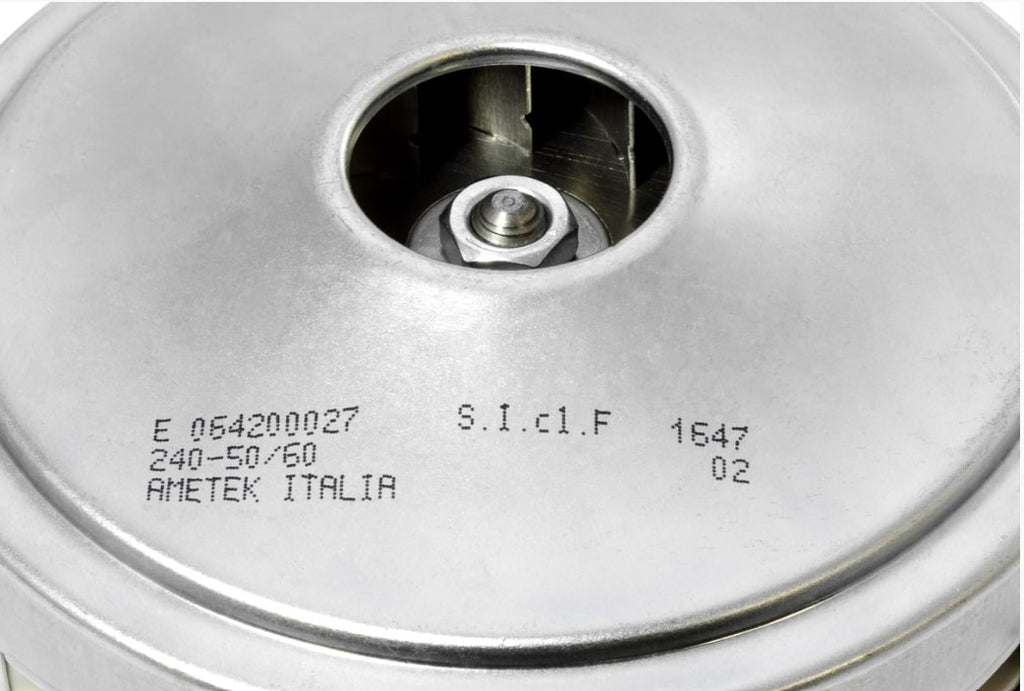 E 064200027 S.I.cl.F 1647
240-50/60 02
AMETEK ITALIA